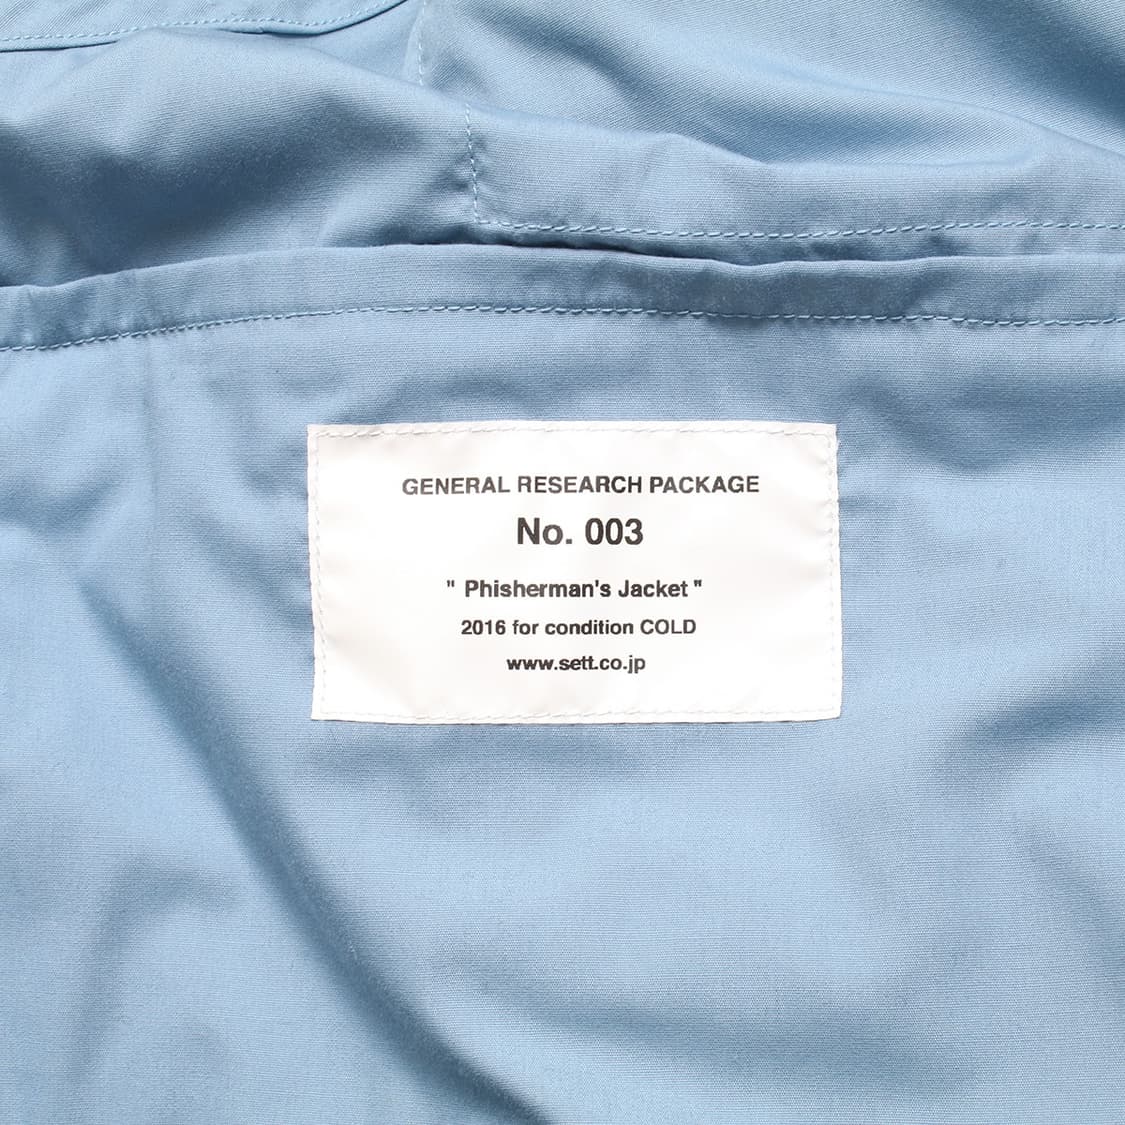 GENERAL RESEARCH PACKAGE
No. 003
" Phisherman's Jacket "
2016 for condition COLD
www.sett.co.jp